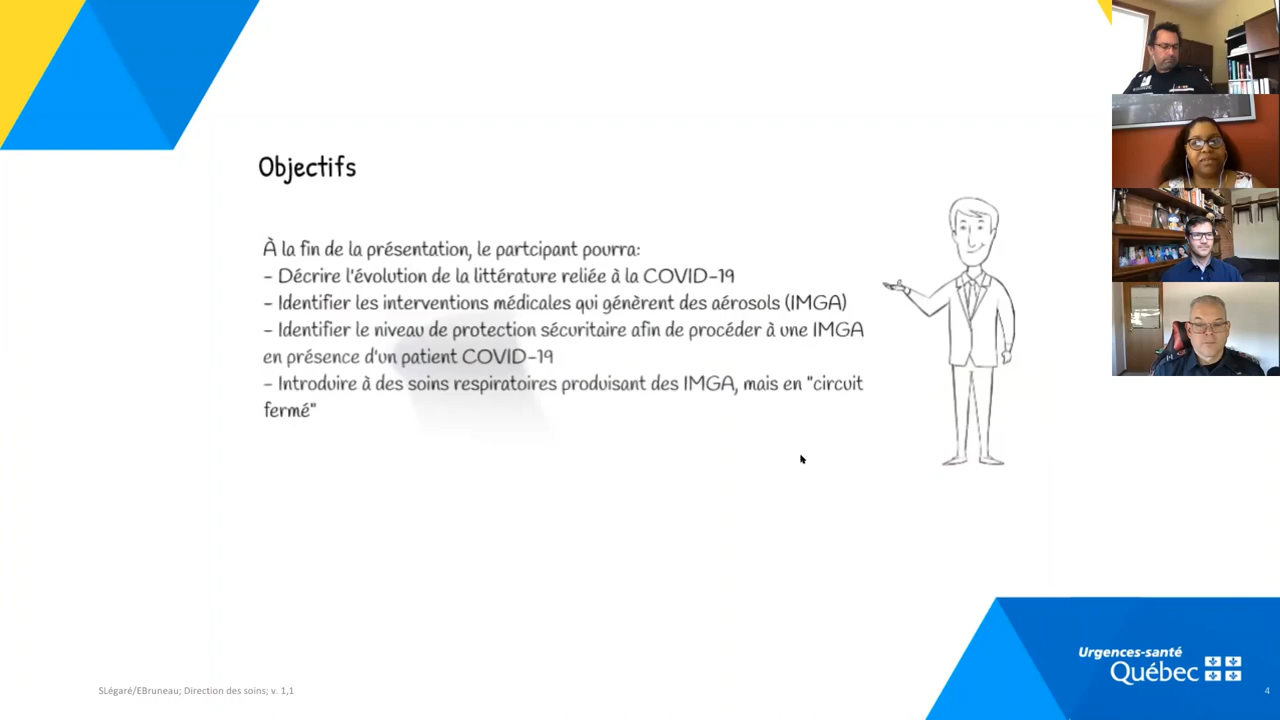 Objectifs
À la fin de la présentation, le partcipant pourra:
- Décrire l'évolution de la littérature reliée à la COVID-19
- Identifier les interventions médicales qui génèrent des aérosols (IMGA)
- Identifier le niveau de protection sécuritaire afin de procéder à une IMGA
en présence d'un patient COVID-19
- Introduire à des soins respiratoires produisant des IMGA, mais en "circuit
fermé"
Urgences-santé
Québec
SLégaré/EBruneau; Direction des soins; v. 1,1
4